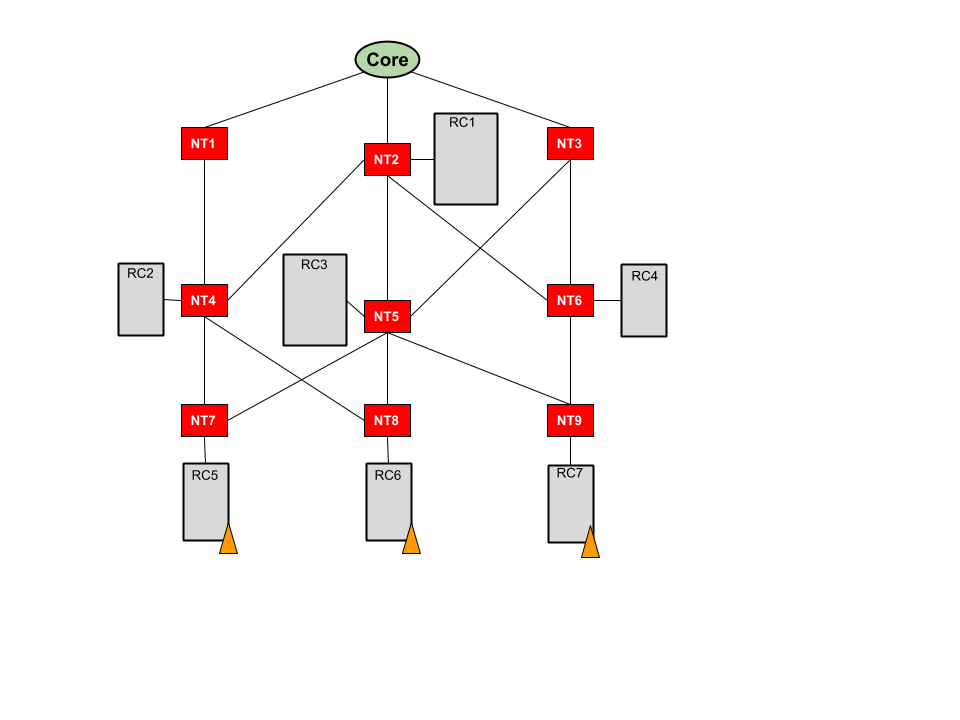 Core
RC1
NT1
NT2
NT3
RC2
RC3
RC4
NT4
NT5
NT6
NT7
NT8
NT9
RC5
RC6
RC7